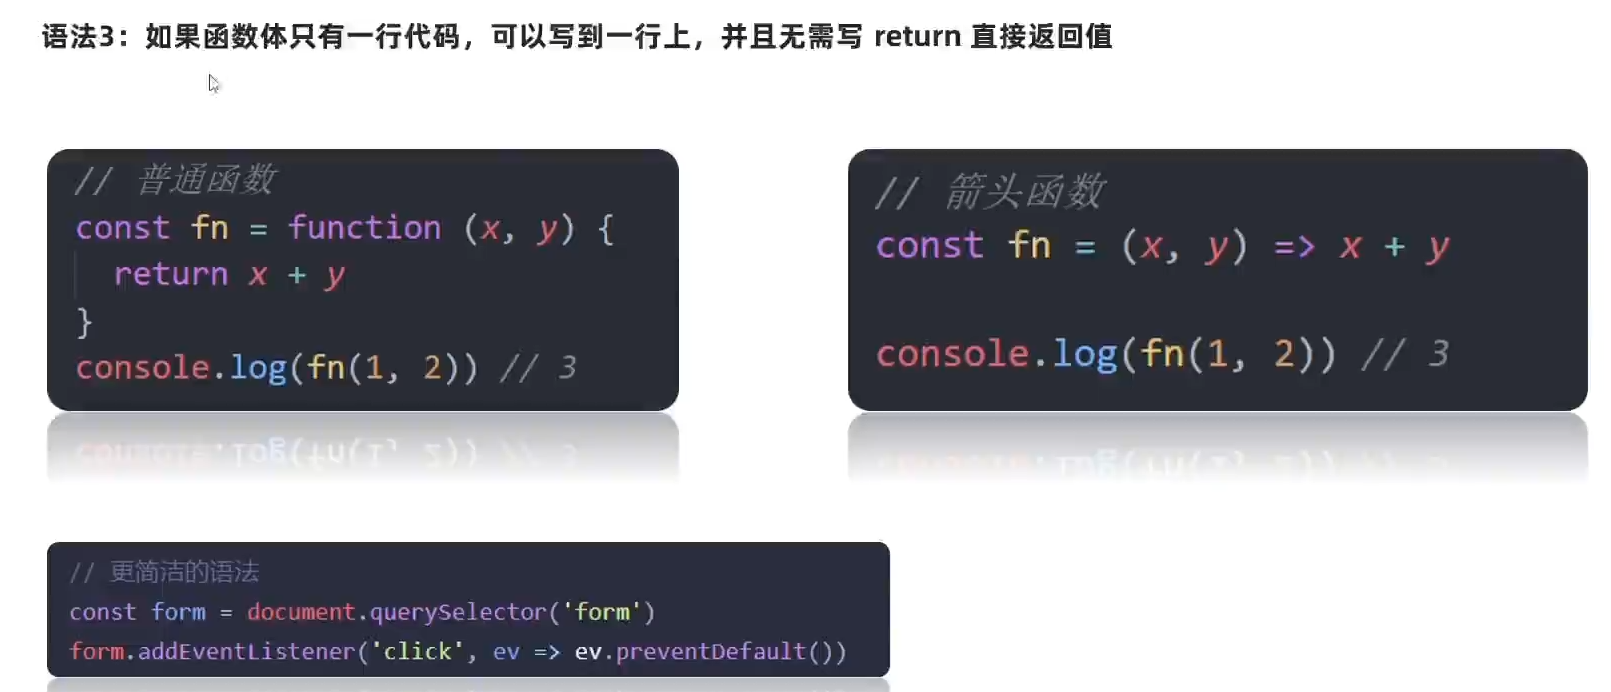 语法3：如果函数体只有一行代码，可以写到一行上，并且无需写 return 直接返回值
// 普通函数
const fn = function (x, y) {
return x + y
}
console.log(fn(1, 2)) // 3
// 箭头函数
const fn = (x, y) => x + y
console.log(fn(1, 2)) // 3
// 更简洁的语法
const form = document.querySelector('form')
form.addEventListener('click', ev => ev.preventDefault())